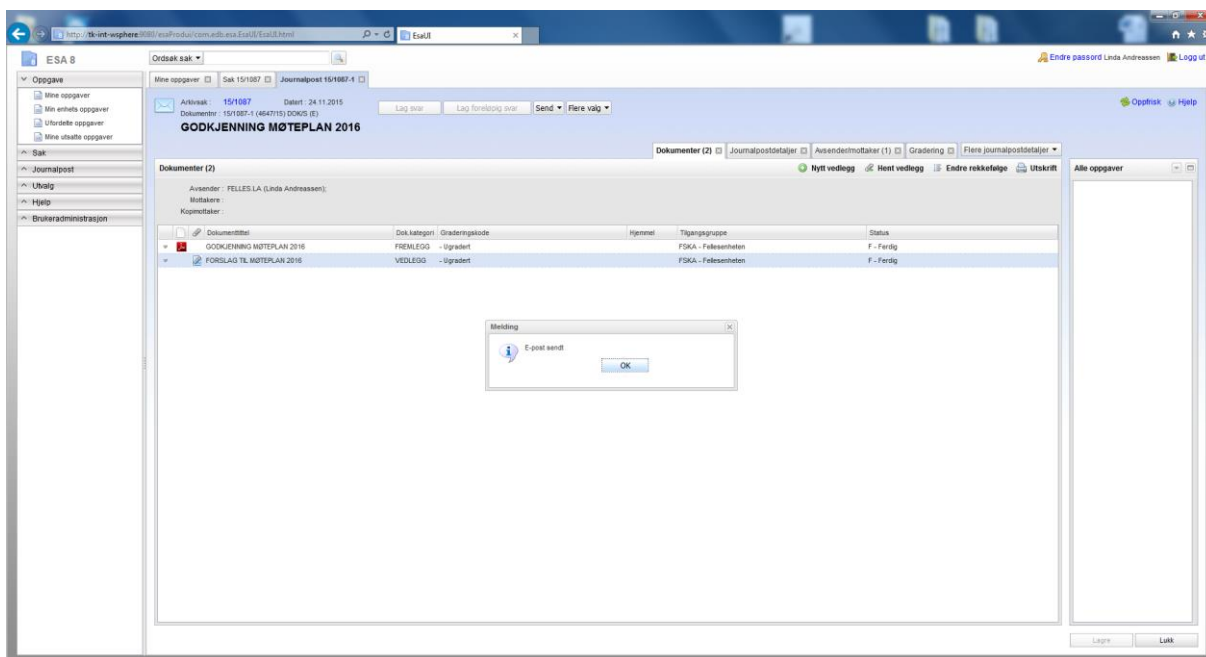 http://tk-int-wsphere:9080/esaProdus/com.edb.esa.EsaUI/EsaUI.html
EsaUI
ESA 8
Ordsøk sak
Endre passord Linda Andreassen Logg ut
Oppgave
Mine oppgaver
Min enhets oppgaver
Ufordelte oppgaver
Mine utsatte oppgaver
Sak
Journalpost
Utvalg
Hjelp
Brukeradministrasjon
Mine oppgaver Sak 15/1087 Journalpost 15/1087-1
Arkivsak : 15/1087 Datert : 24.11.2015
Dokumentnr : 15/1087-1 (4647/15) DOK/S (E)
GODKJENNING MØTEPLAN 2016
Lag svar Lag foreløpig svar Send Flere valg
Oppfrisk Hjelp
Dokumenter (2) Journalpostdetaljer Avsender/mottaker (1) Gradering Flere journalpostdetaljer
Dokumenter (2) Nytt vedlegg Hent vedlegg Endre rekkefølge Utskrift
Alle oppgaver
Avsender : FELLES.LA (Linda Andreassen);
Mottakere :
Kopimottaker :
Dokumenttittel Dok.kategori Graderingskode Hjemmel Tilgangsgruppe Status
GODKJENNING MØTEPLAN 2016 FREMLEGG - Ugradert FSKA - Fellesenheten F - Ferdig
FORSLAG TIL MØTEPLAN 2016 VEDLEGG - Ugradert FSKA - Fellesenheten F - Ferdig
Melding
E-post sendt
OK
Lagre Lukk